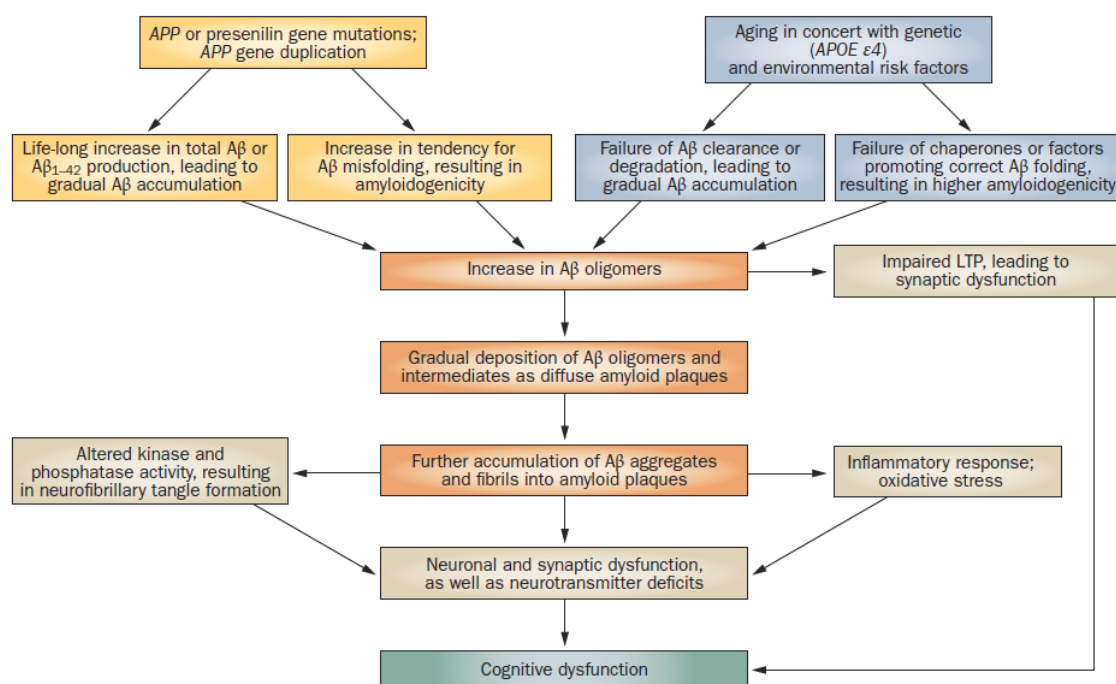 APP or presenilin gene mutations;
APP gene duplication
Aging in concert with genetic
(APOE ε4)
and environmental risk factors
Life-long increase in total Aβ or
Aβ₁–₄₂ production, leading to
gradual Aβ accumulation
Increase in tendency for
Aβ misfolding, resulting in
amyloidogenicity
Failure of Aβ clearance or
degradation, leading to
gradual Aβ accumulation
Failure of chaperones or factors
promoting correct Aβ folding,
resulting in higher amyloidogenicity
Increase in Aβ oligomers
Impaired LTP, leading to
synaptic dysfunction
Gradual deposition of Aβ oligomers and
intermediates as diffuse amyloid plaques
Altered kinase and
phosphatase activity, resulting
in neurofibrillary tangle formation
Further accumulation of Aβ aggregates
and fibrils into amyloid plaques
Inflammatory response;
oxidative stress
Neuronal and synaptic dysfunction,
as well as neurotransmitter deficits
Cognitive dysfunction